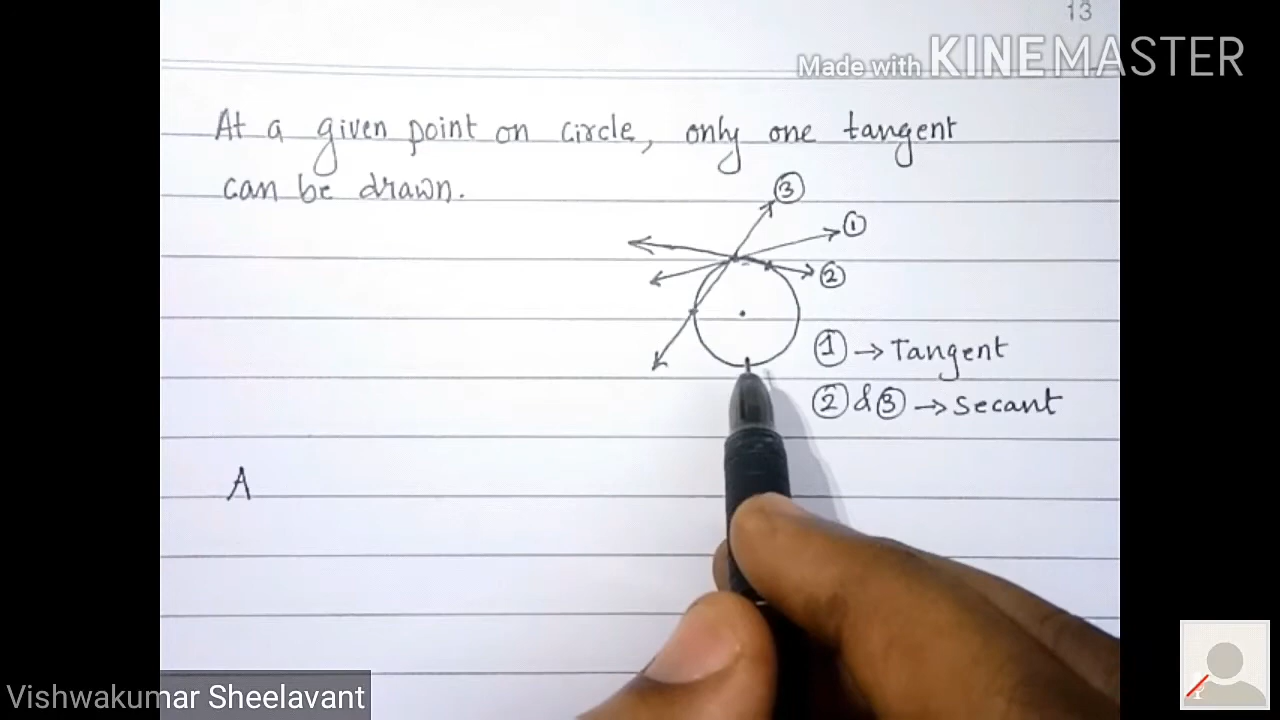 13
Made with KINEMASTER
At a given point on circle, only one tangent
can be drawn.
③
①
②
① → Tangent
② & ③ → Secant
A
Vishwakumar Sheelavant